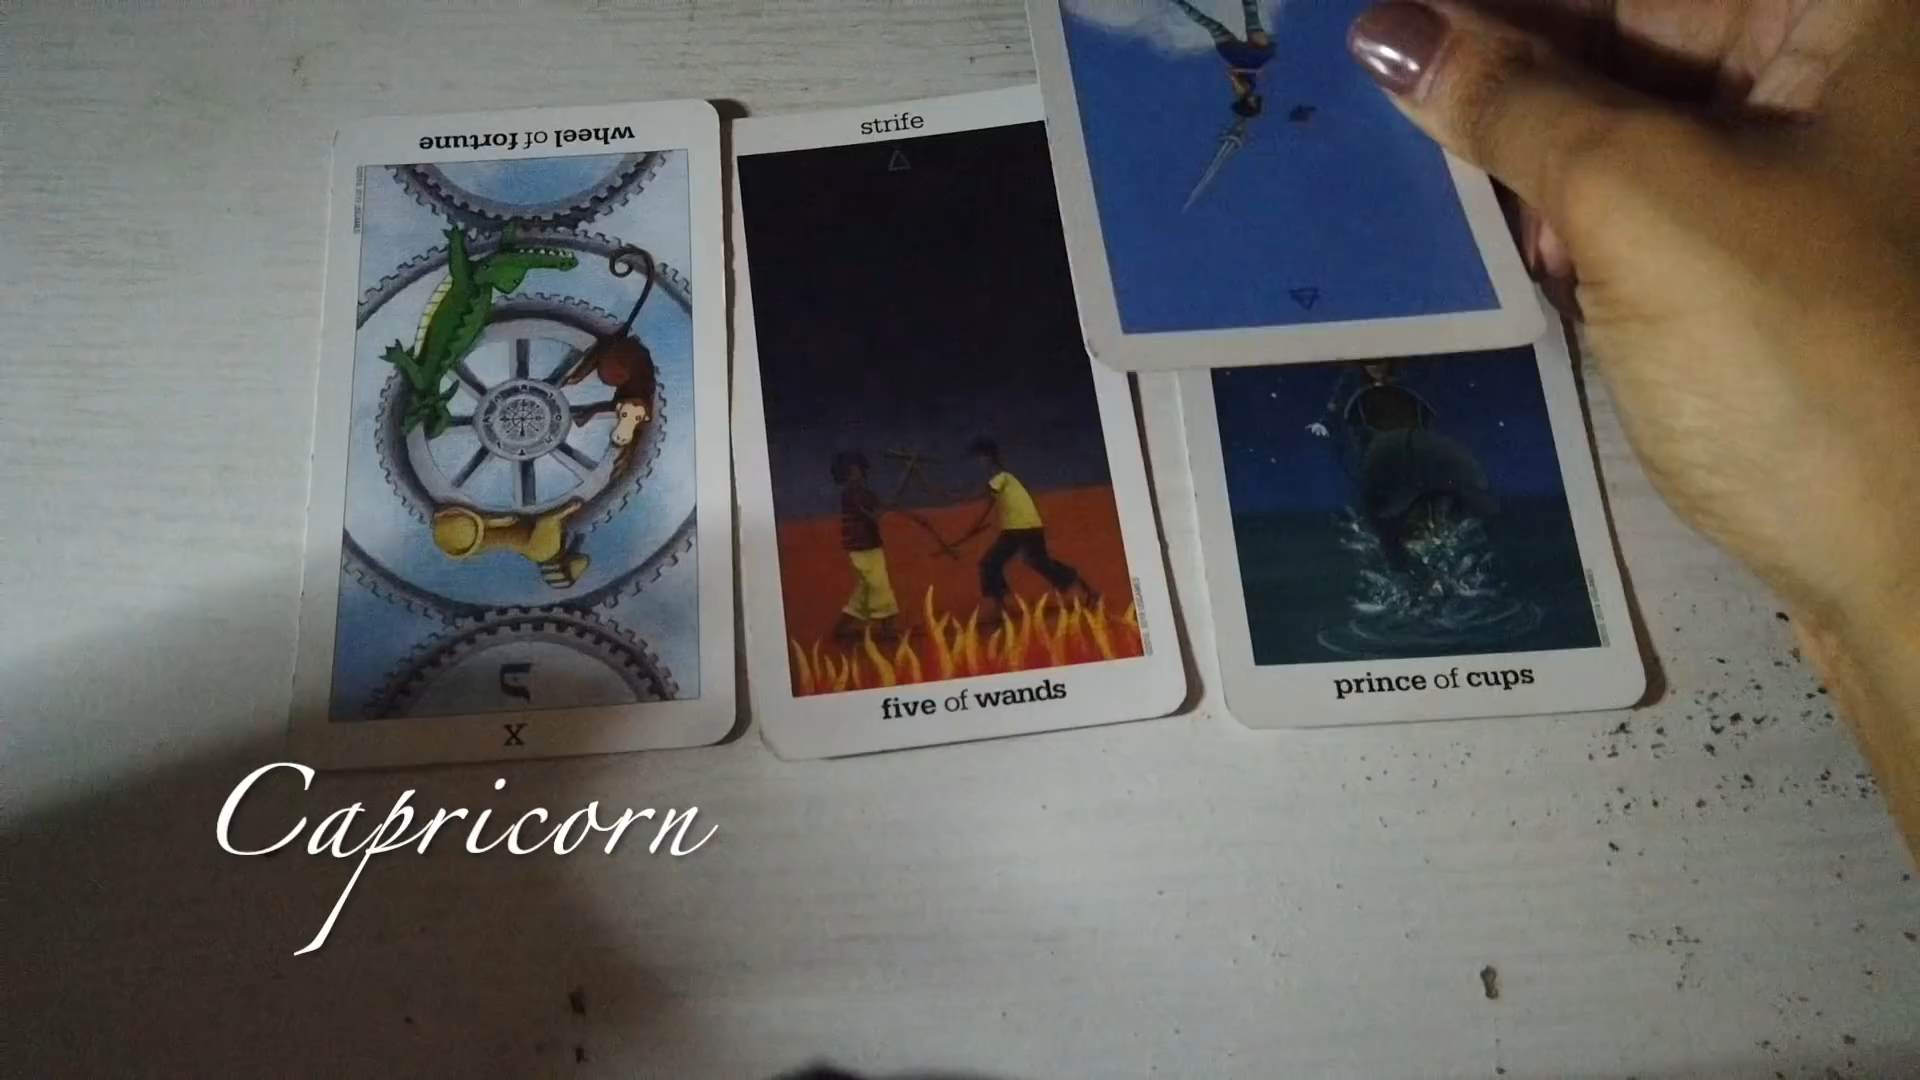 wheel of fortune
strife
five of wands
prince of cups
X
Capricorn